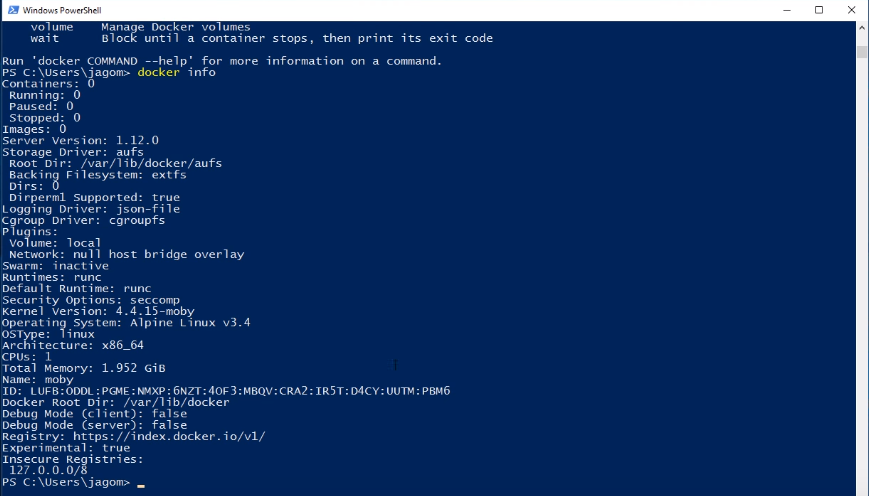 Windows PowerShell
    volume    Manage Docker volumes
    wait      Block until a container stops, then print its exit code
Run 'docker COMMAND --help' for more information on a command.
PS C:\Users\jagom> docker info
Containers: 0
 Running: 0
 Paused: 0
 Stopped: 0
Images: 0
Server Version: 1.12.0
Storage Driver: aufs
 Root Dir: /var/lib/docker/aufs
 Backing Filesystem: extfs
 Dirs: 0
 Dirperm1 Supported: true
Logging Driver: json-file
Cgroup Driver: cgroupfs
Plugins:
 Volume: local
 Network: null host bridge overlay
Swarm: inactive
Runtimes: runc
Default Runtime: runc
Security Options: seccomp
Kernel Version: 4.4.15-moby
Operating System: Alpine Linux v3.4
OSType: linux
Architecture: x86_64
CPUs: 1
Total Memory: 1.952 GiB
Name: moby
ID: LUFB:ODDL:PGME:NMXP:6NZT:4OF3:MBQV:CRA2:IR5T:D4CY:UUTM:PBM6
Docker Root Dir: /var/lib/docker
Debug Mode (client): false
Debug Mode (server): false
Registry: https://index.docker.io/v1/
Experimental: true
Insecure Registries:
 127.0.0.0/8
PS C:\Users\jagom> _